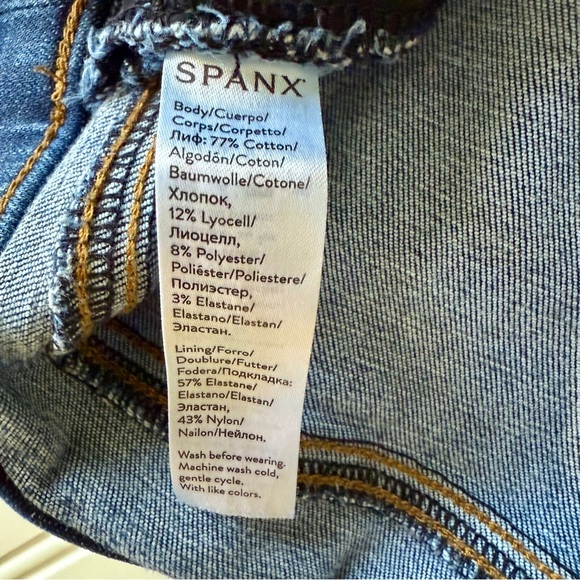 SPANX
Body/Cuerpo/
Corps/Corpetto/
Лиф: 77% Cotton/
Algodón/Coton/
Baumwolle/Cotone/
Хлопок,
12% Lyocell/
Лиоцелл,
8% Polyester/
Poliéster/Poliestere/
Полиэстер,
3% Elastane/
Elastano/Elastan/
Эластан.
Lining/Forro/
Doublure/Futter/
Fodera/Подкладка:
57% Elastane/
Elastano/Elastan/
Эластан,
43% Nylon/
Nailon/Нейлон.
Wash before wearing.
Machine wash cold,
gentle cycle.
With like colors.